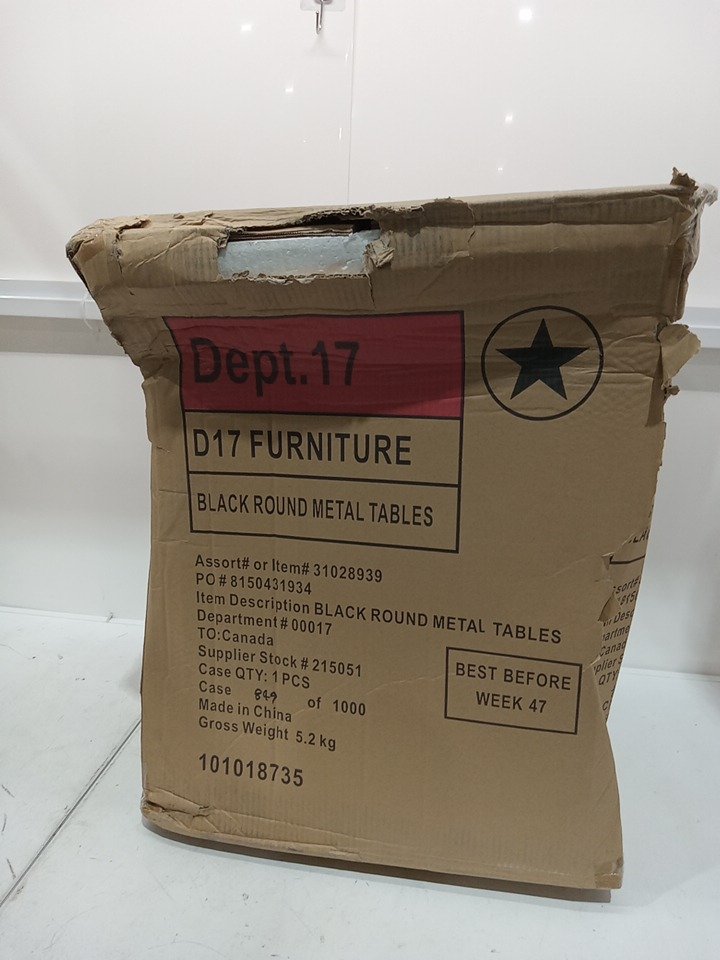 Dept.17
D17 FURNITURE
BLACK ROUND METAL TABLES
Assort# or Item# 31028939
PO # 8150431934
Item Description BLACK ROUND METAL TABLES
Department # 00017
TO:Canada
Supplier Stock # 215051
Case QTY: 1 PCS
Case 849 of 1000
Made in China
Gross Weight 5.2 kg
101018735
BEST BEFORE
WEEK 47
QTY